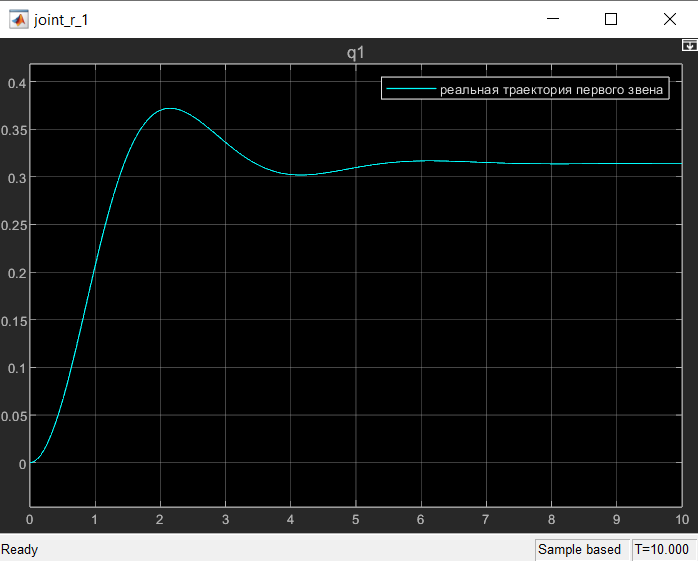 joint_r_1
q1
реальная траектория первого звена
0.4
0.35
0.3
0.25
0.2
0.15
0.1
0.05
0
0 1 2 3 4 5 6 7 8 9 10
Ready
Sample based
T=10.000